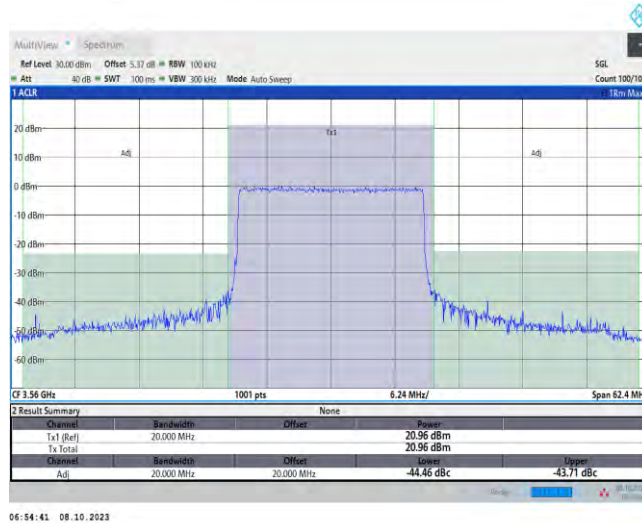 MultiView Spectrum
Ref Level 30.00 dBm Offset 5.37 dB RBW 100 kHz SGL
Att 40 dB SWT 100 ms VBW 300 kHz Mode Auto Sweep Count 100/10
1 ACLR 1Rm Max
Tx1
20 dBm
Adj Adj
10 dBm
0 dBm
-10 dBm
-20 dBm
-30 dBm
-40 dBm
-50 dBm
-60 dBm
CF 3.56 GHz 1001 pts 6.24 MHz/ Span 62.4 MH
2 Result Summary None
Channel Bandwidth Offset Power
Tx1 (Ref) 20.000 MHz 20.96 dBm
Tx Total 20.96 dBm
Channel Bandwidth Offset Lower Upper
Adj 20.000 MHz 20.000 MHz -44.46 dBc -43.71 dBc
06:54:41 08.10.2023